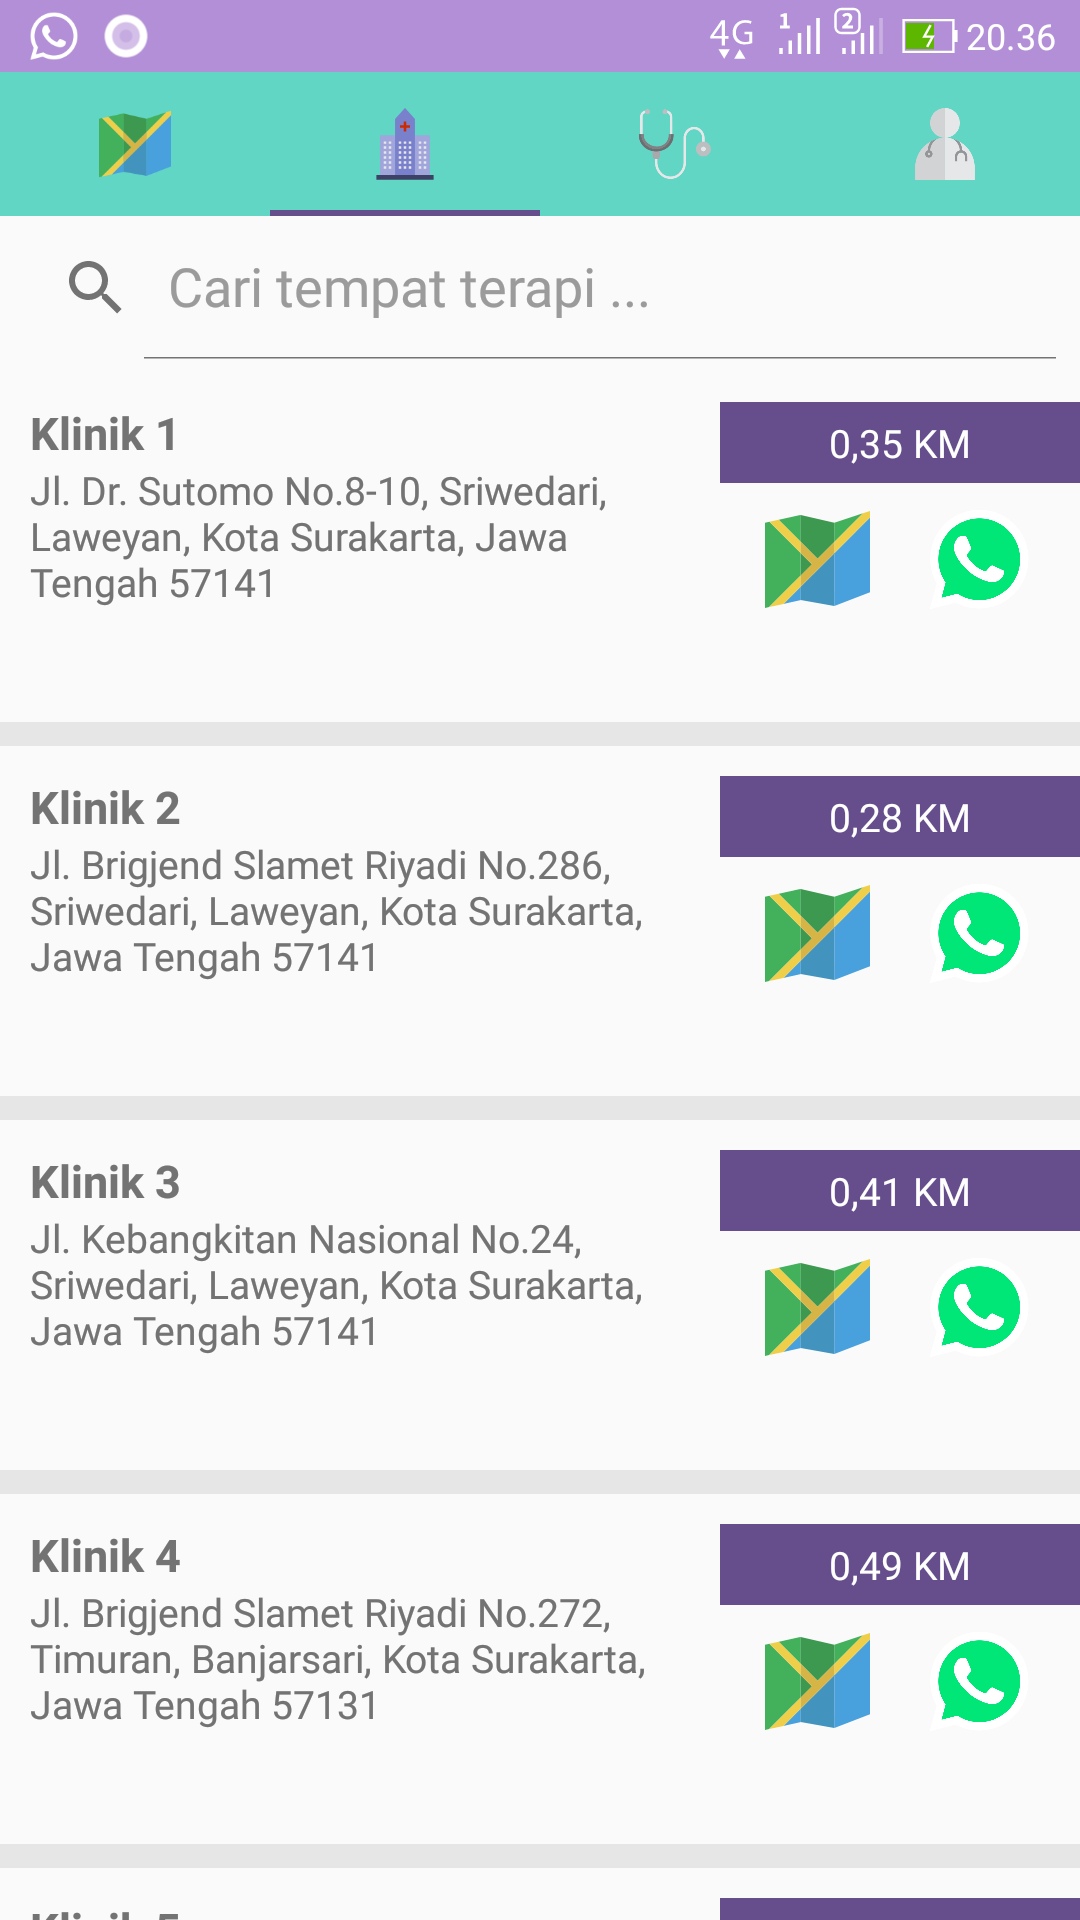 4G 1 2 20.36
Cari tempat terapi ...
Klinik 1
0,35 KM
Jl. Dr. Sutomo No.8-10, Sriwedari,
Laweyan, Kota Surakarta, Jawa
Tengah 57141
Klinik 2
0,28 KM
Jl. Brigjend Slamet Riyadi No.286,
Sriwedari, Laweyan, Kota Surakarta,
Jawa Tengah 57141
Klinik 3
0,41 KM
Jl. Kebangkitan Nasional No.24,
Sriwedari, Laweyan, Kota Surakarta,
Jawa Tengah 57141
Klinik 4
0,49 KM
Jl. Brigjend Slamet Riyadi No.272,
Timuran, Banjarsari, Kota Surakarta,
Jawa Tengah 57131
Klinik 5